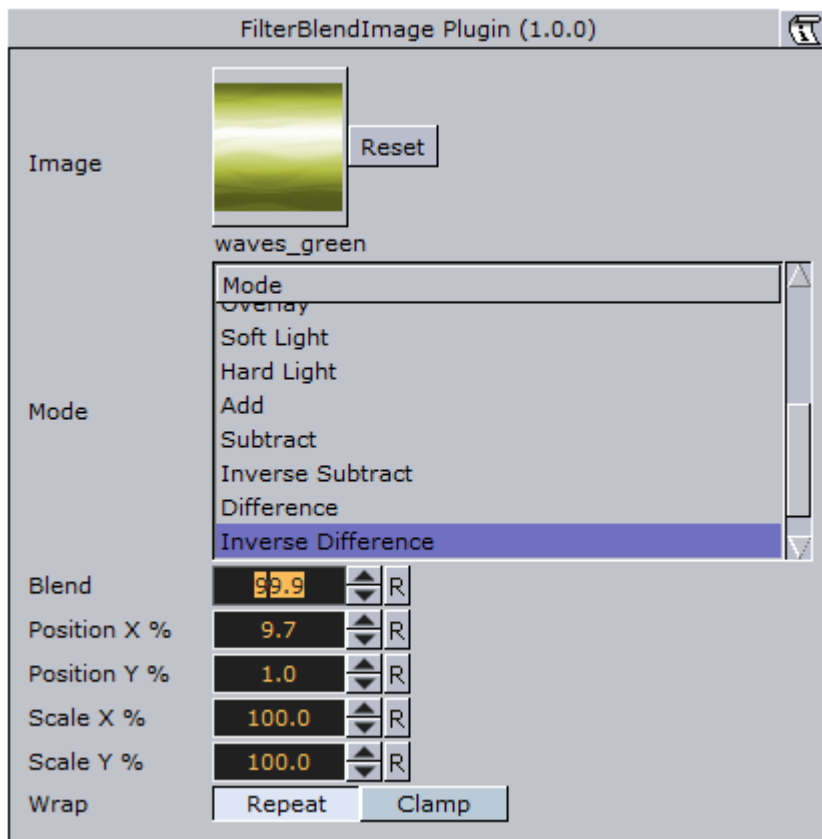 FilterBlendImage Plugin (1.0.0)
Image
Reset
waves_green
Mode
Mode
Overlay
Soft Light
Hard Light
Add
Subtract
Inverse Subtract
Difference
Inverse Difference
Blend 99.9 R
Position X % 9.7 R
Position Y % 1.0 R
Scale X % 100.0 R
Scale Y % 100.0 R
Wrap Repeat Clamp